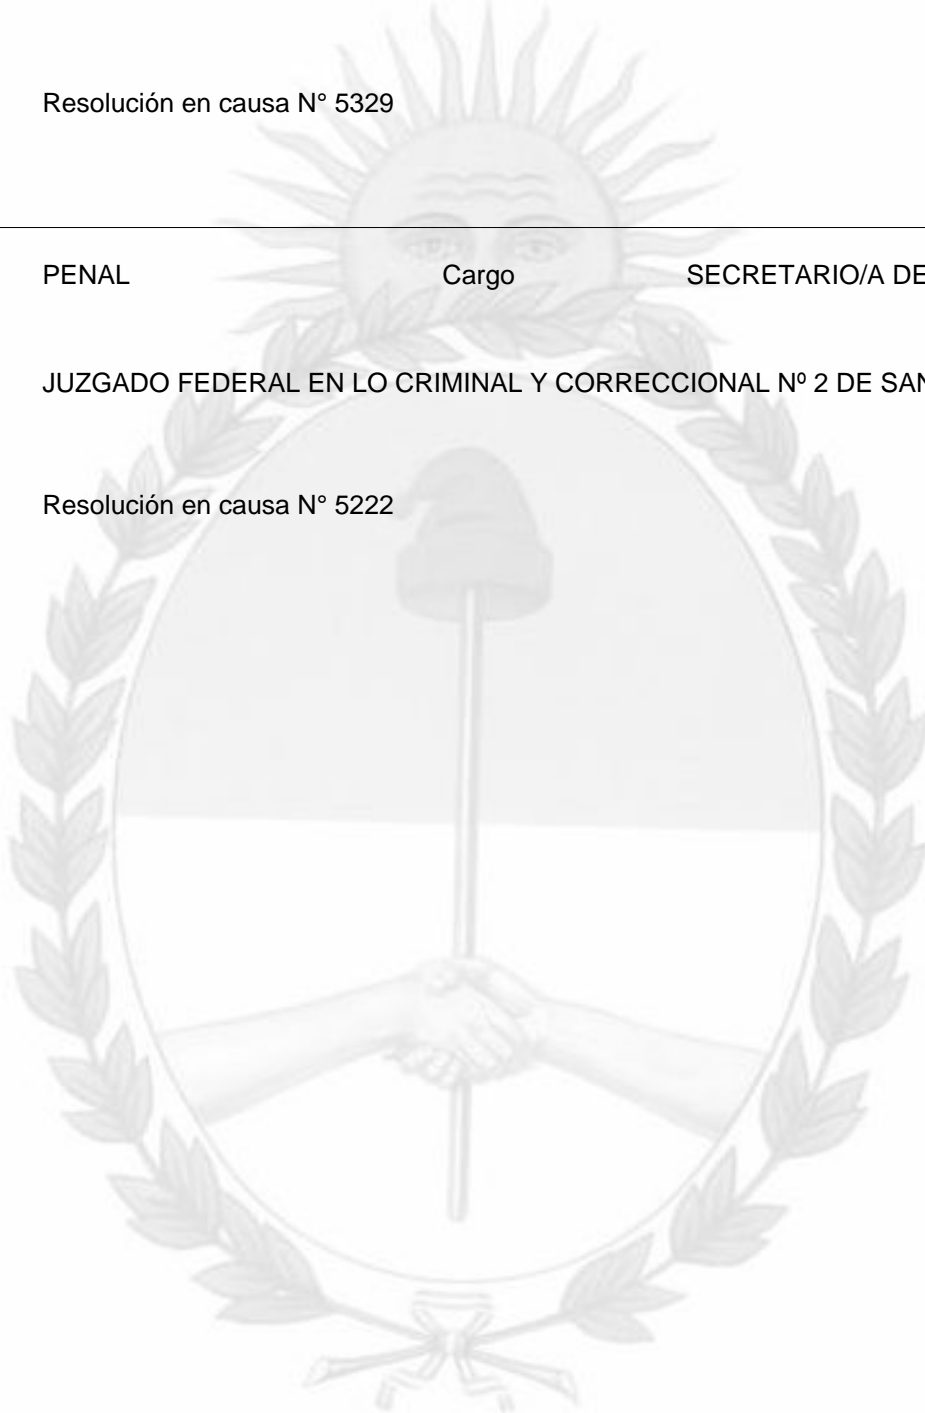 Resolución en causa N° 5329
PENAL Cargo SECRETARIO/A DE
JUZGADO FEDERAL EN LO CRIMINAL Y CORRECCIONAL Nº 2 DE SAN
Resolución en causa N° 5222